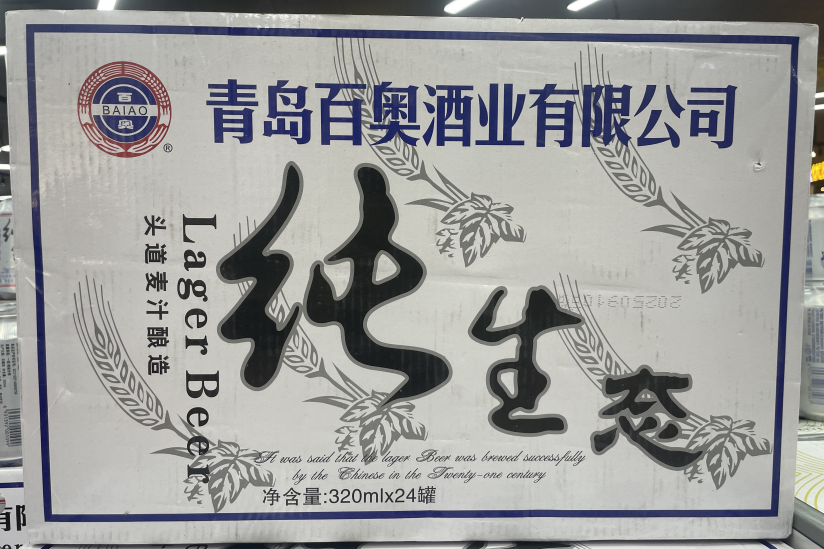 青岛百奥酒业有限公司
百
BAIAO
奥
®
纯生态
Lager Beer
头道麦汁酿造
It was said that the lager Beer was brewed successfully
by the Chinese in the Twenty-one century
净含量:320mlx24罐